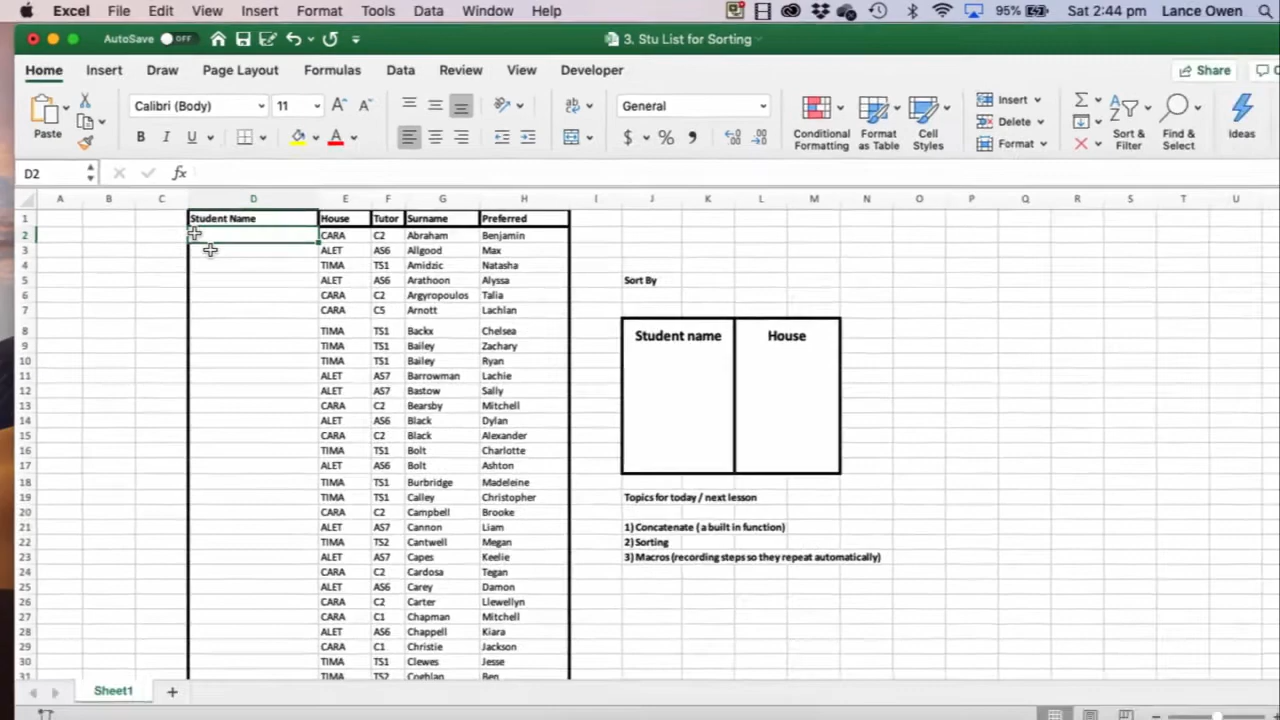 Excel File Edit View Insert Format Tools Data Window Help 95% Sat 2:44 pm Lance Owen
AutoSave OFF 3. Stu List for Sorting
Home Insert Draw Page Layout Formulas Data Review View Developer Share
Paste Calibri (Body) 11 General Conditional Formatting Format as Table Cell Styles Insert Delete Format Sort & Filter Find & Select Ideas
B I U A $ %
D2 fx
A B C D E F G H I J K L M N O P Q R S T U
1 Student Name House Tutor Surname Preferred
2 CARA C2 Abraham Benjamin
3 ALET AS6 Allgood Max
4 TIMA TS1 Amidzic Natasha
5 ALET AS6 Arathoon Alyssa Sort By
6 CARA C2 Argyropoulos Talia
7 CARA C5 Arnott Lachlan
8 TIMA TS1 Backx Chelsea Student name House
9 TIMA TS1 Bailey Zachary
10 TIMA TS1 Bailey Ryan
11 ALET AS7 Barrowman Lachie
12 ALET AS7 Bastow Sally
13 CARA C2 Bearsby Mitchell
14 ALET AS6 Black Dylan
15 CARA C2 Black Alexander
16 TIMA TS1 Bolt Charlotte
17 ALET AS6 Bolt Ashton
18 TIMA TS1 Burbridge Madeleine
19 TIMA TS1 Calley Christopher Topics for today / next lesson
20 CARA C2 Campbell Brooke
21 ALET AS7 Cannon Liam 1) Concatenate ( a built in function)
22 TIMA TS2 Cantwell Megan 2) Sorting
23 ALET AS7 Capes Keelie 3) Macros (recording steps so they repeat automatically)
24 CARA C2 Cardosa Tegan
25 ALET AS6 Carey Damon
26 CARA C2 Carter Llewellyn
27 CARA C1 Chapman Mitchell
28 ALET AS6 Chappell Kiara
29 CARA C1 Christie Jackson
30 TIMA TS1 Clewes Jesse
31 TIMA TS2 Coghlan Ben
Sheet1